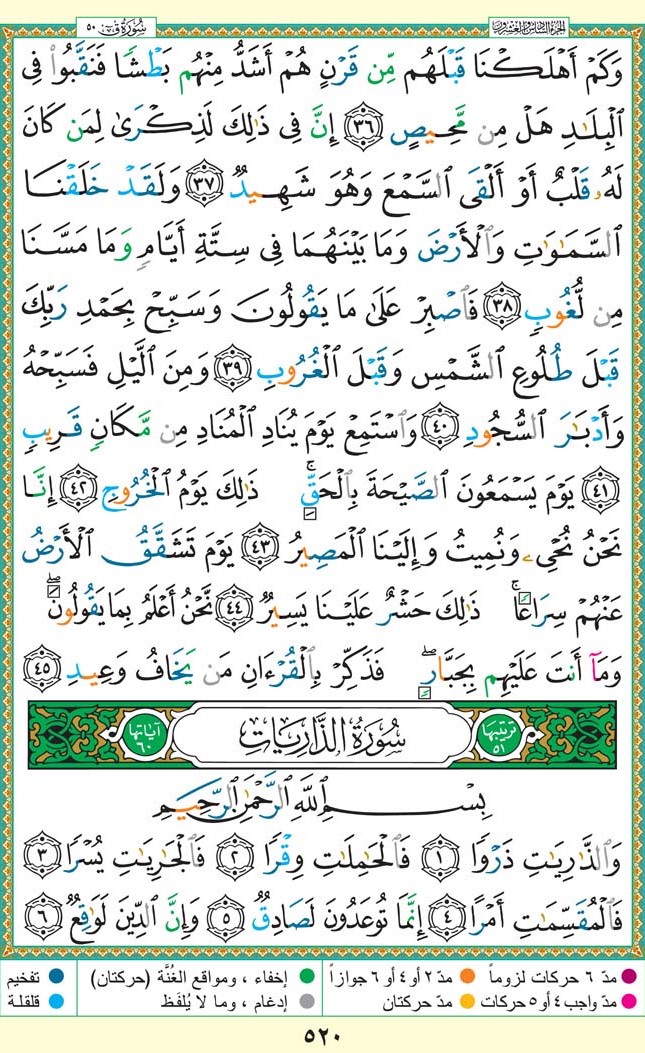 الجزء السادس والعشرون
سُورَةُ قٓ ٥٠
وَكَمْ أَهْلَكْنَا قَبْلَهُم مِّن قَرْنٍ هُمْ أَشَدُّ مِنْهُم بَطْشًا فَنَقَّبُوا۟ فِى
ٱلْبِلَـٰدِ هَلْ مِن مَّحِيصٍ ٣٦ إِنَّ فِى ذَٰلِكَ لَذِكْرَىٰ لِمَن كَانَ
لَهُۥ قَلْبٌ أَوْ أَلْقَى ٱلسَّمْعَ وَهُوَ شَهِيدٌ ٣٧ وَلَقَدْ خَلَقْنَا
ٱلسَّمَـٰوَٰتِ وَٱلْأَرْضَ وَمَا بَيْنَهُمَا فِى سِتَّةِ أَيَّامٍ وَمَا مَسَّنَا
مِن لُّغُوبٍ ٣٨ فَٱصْبِرْ عَلَىٰ مَا يَقُولُونَ وَسَبِّحْ بِحَمْدِ رَبِّكَ
قَبْلَ طُلُوعِ ٱلشَّمْسِ وَقَبْلَ ٱلْغُرُوبِ ٣٩ وَمِنَ ٱلَّيْلِ فَسَبِّحْهُ
وَأَدْبَـٰرَ ٱلسُّجُودِ ٤٠ وَٱسْتَمِعْ يَوْمَ يُنَادِ ٱلْمُنَادِ مِن مَّكَانٍ قَرِيبٍ
٤١ يَوْمَ يَسْمَعُونَ ٱلصَّيْحَةَ بِٱلْحَقِّ ۚ ذَٰلِكَ يَوْمُ ٱلْخُرُوجِ ٤٢ إِنَّا
نَحْنُ نُحْىِۦ وَنُمِيتُ وَإِلَيْنَا ٱلْمَصِيرُ ٤٣ يَوْمَ تَشَقَّقُ ٱلْأَرْضُ
عَنْهُمْ سِرَاعًا ۚ ذَٰلِكَ حَشْرٌ عَلَيْنَا يَسِيرٌ ٤٤ نَّحْنُ أَعْلَمُ بِمَا يَقُولُونَ ۖ
وَمَآ أَنتَ عَلَيْهِم بِجَبَّارٍ ۖ فَذَكِّرْ بِٱلْقُرْءَانِ مَن يَخَافُ وَعِيدِ ٤٥
ترتيبها ٥١
سُورَةُ الذَّارِيَاتِ
آياتها ٦٠
بِسْمِ ٱللَّهِ ٱلرَّحْمَـٰنِ ٱلرَّحِيمِ
وَٱلذَّٰرِيَـٰتِ ذَرْوًا ١ فَٱلْحَـٰمِلَـٰتِ وِقْرًا ٢ فَٱلْجَـٰرِيَـٰتِ يُسْرًا ٣
فَٱلْمُقَسِّمَـٰتِ أَمْرًا ٤ إِنَّمَا تُوعَدُونَ لَصَادِقٌ ٥ وَإِنَّ ٱلدِّينَ لَوَٰقِعٌ ٦
مدّ ٦ حركات لزوماً
مدّ ٢ أو ٤ أو ٦ جوازاً
إخفاء ، ومواقع الغُنَّة (حركتان)
تفخيم
مدّ واجب ٤ أو ٥ حركات
مدّ حركتان
إدغام ، وما لا يُلفَظ
قلقلة
٥٢٠